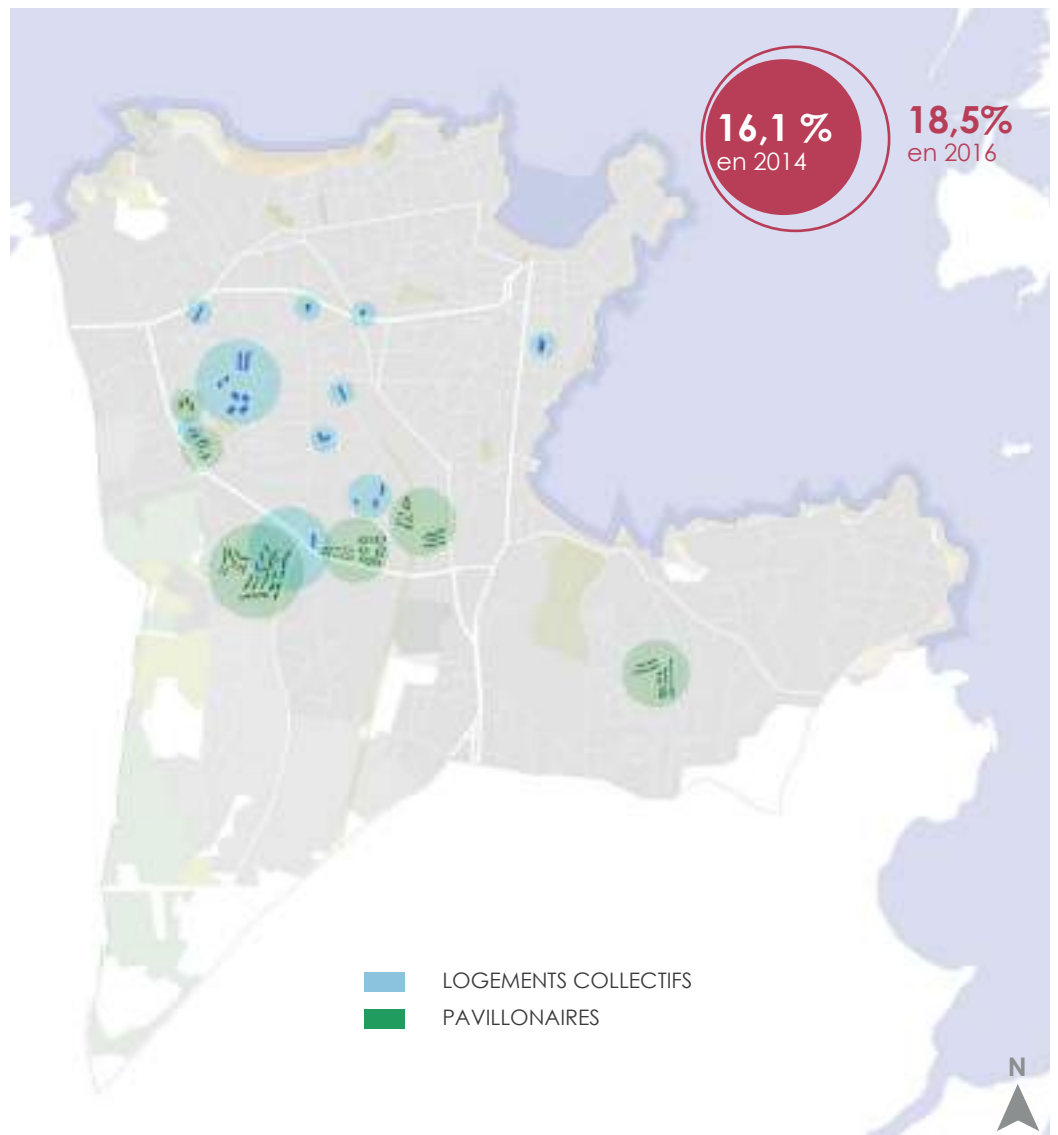 16,1 %
en 2014
18,5%
en 2016
LOGEMENTS COLLECTIFS
PAVILLONAIRES
N